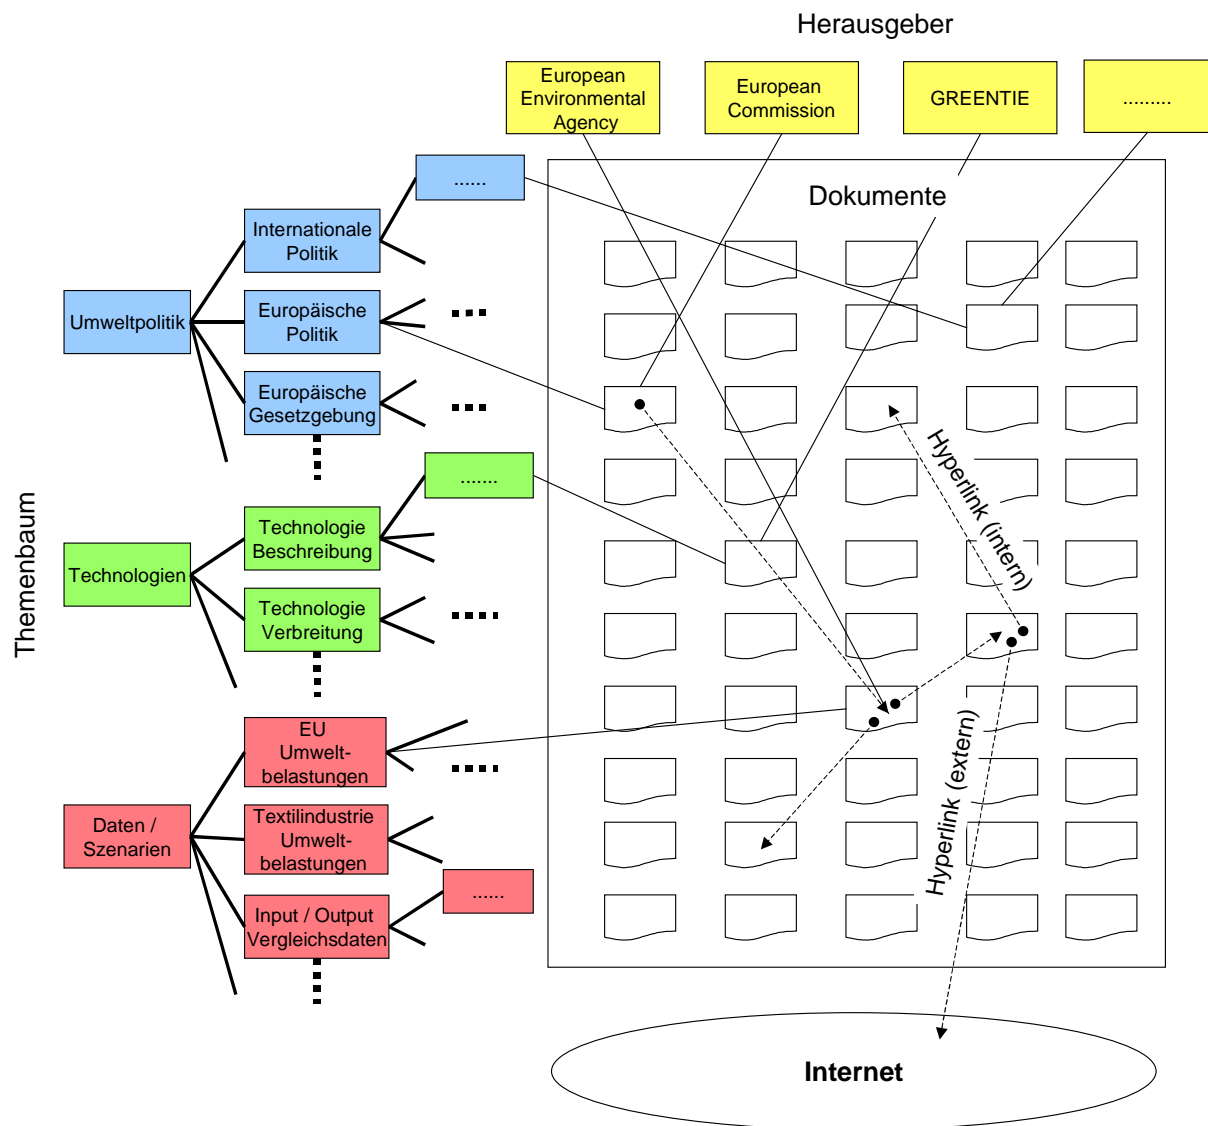 Herausgeber
European
Environmental
Agency
European
Commission
GREENTIE
.........
Dokumente
......
Internationale
Politik
Umweltpolitik
Europäische
Politik
Europäische
Gesetzgebung
Themenbaum
.......
Technologie
Beschreibung
Technologien
Technologie
Verbreitung
EU
Umwelt-
belastungen
Daten /
Szenarien
Textilindustrie
Umwelt-
belastungen
......
Input / Output
Vergleichsdaten
Hyperlink (intern)
Hyperlink (extern)
Internet